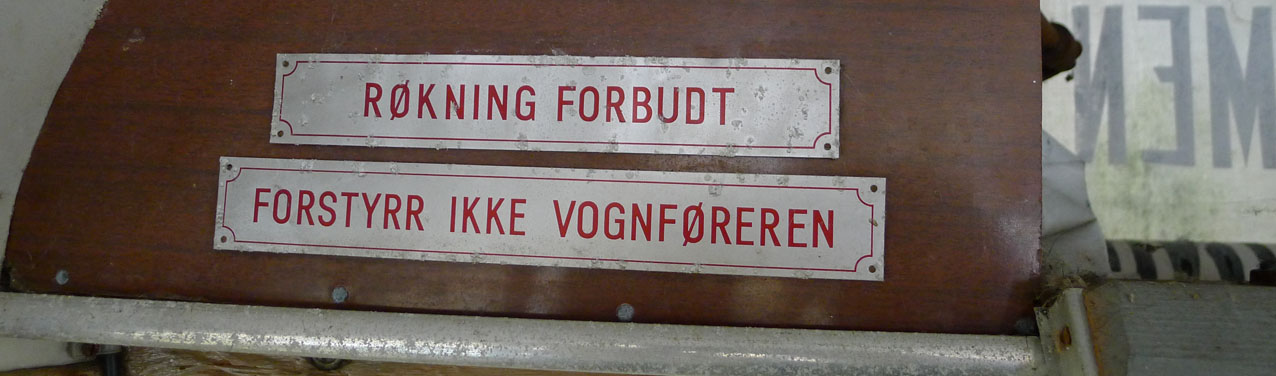 RØKNING FORBUDT
FORSTYRR IKKE VOGNFØREREN